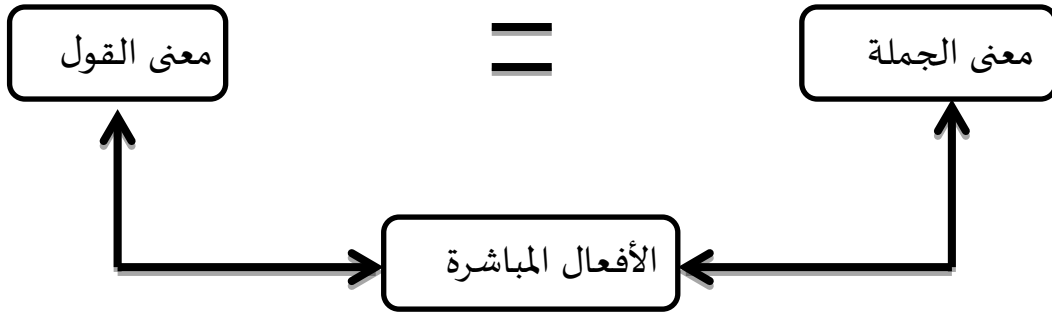 معنى الجملة
=
معنى القول
الأفعال المباشرة